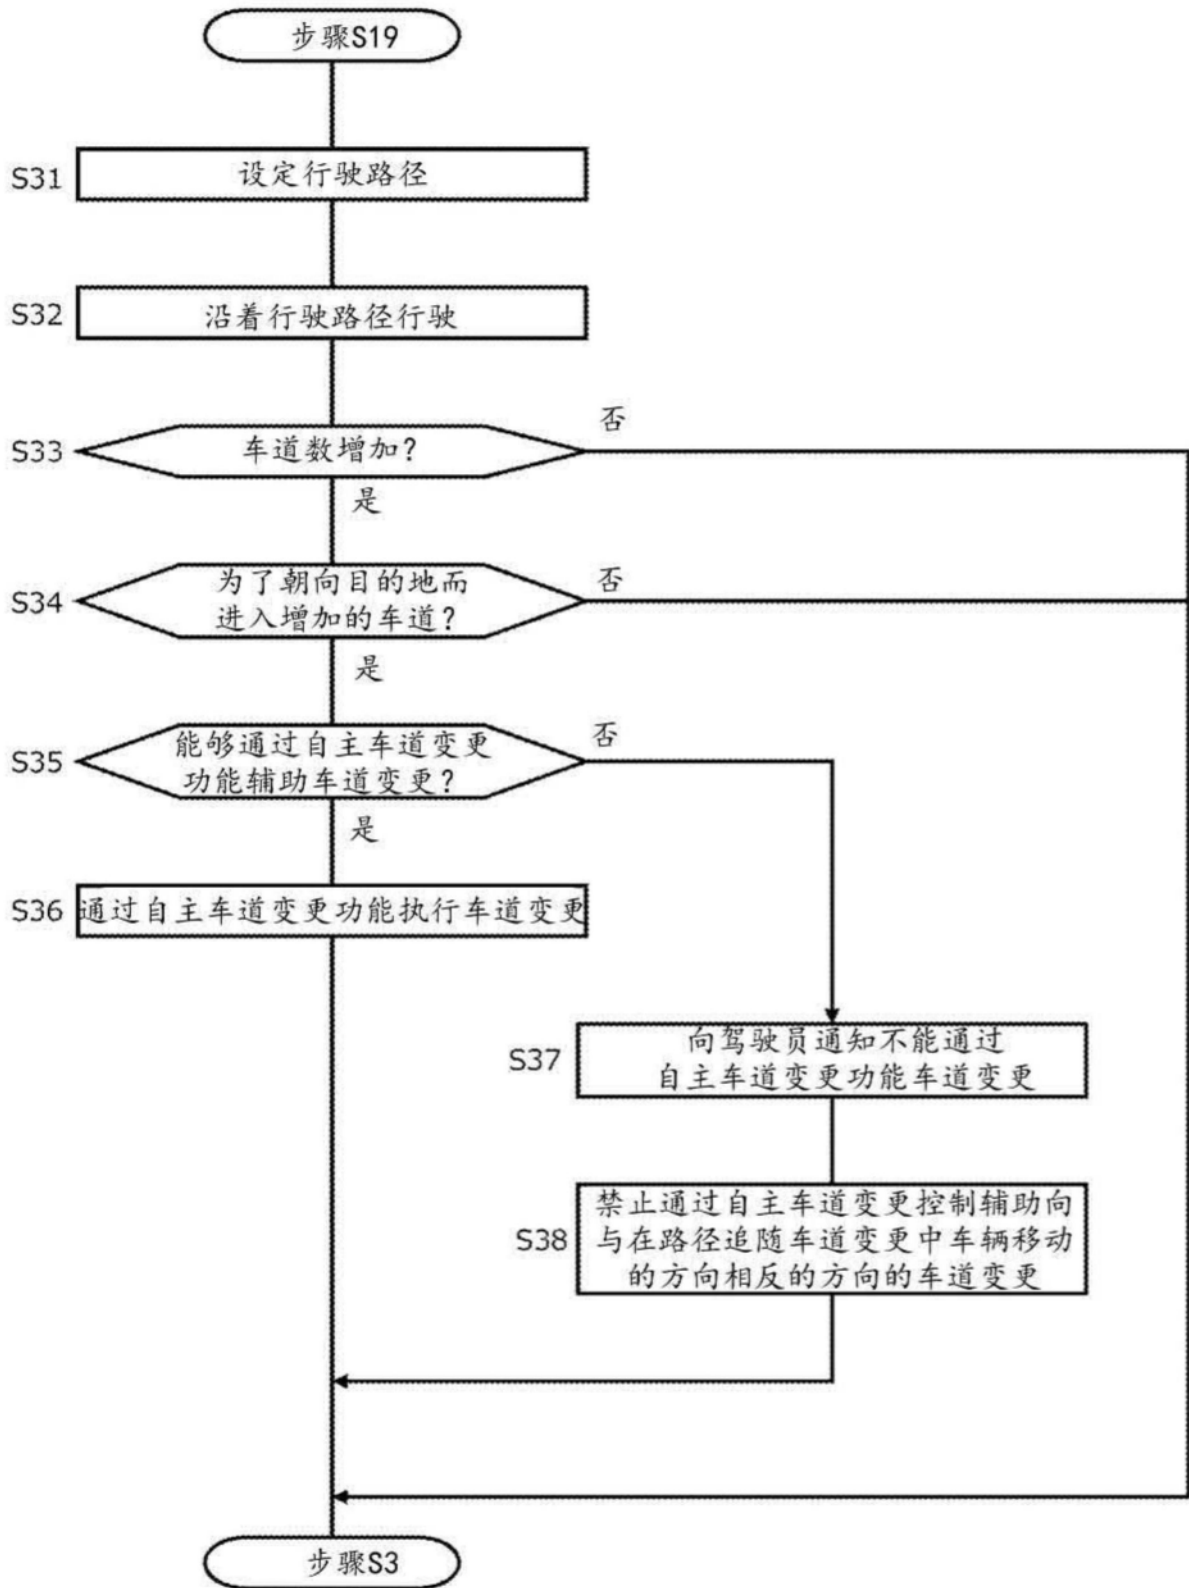 步骤S19
S31
设定行驶路径
S32
沿着行驶路径行驶
S33
车道数增加?
否
是
S34
为了朝向目的地而
进入增加的车道?
否
是
S35
能够通过自主车道变更
功能辅助车道变更?
否
是
S36
通过自主车道变更功能执行车道变更
S37
向驾驶员通知不能通过
自主车道变更功能车道变更
S38
禁止通过自主车道变更控制辅助向
与在路径追随车道变更中车辆移动
的方向相反的方向的车道变更
步骤S3